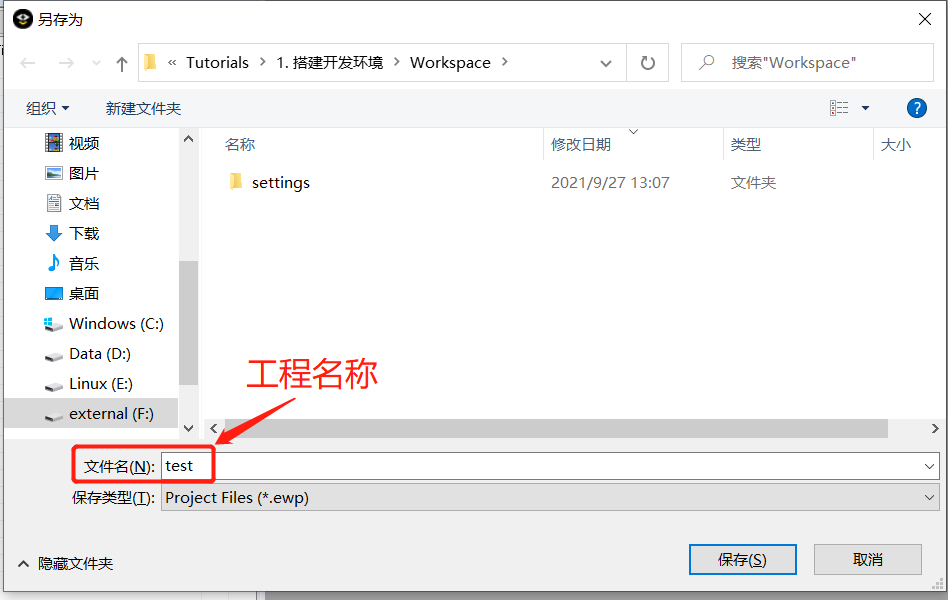 另存为
« Tutorials › 1. 搭建开发环境 › Workspace ›
搜索"Workspace"
组织
新建文件夹
?
名称
修改日期
类型
大小
settings
2021/9/27 13:07
文件夹
视频
图片
文档
下载
音乐
桌面
Windows (C:)
Data (D:)
Linux (E:)
external (F:)
工程名称
文件名(N): test
保存类型(T): Project Files (*.ewp)
隐藏文件夹
保存(S)
取消